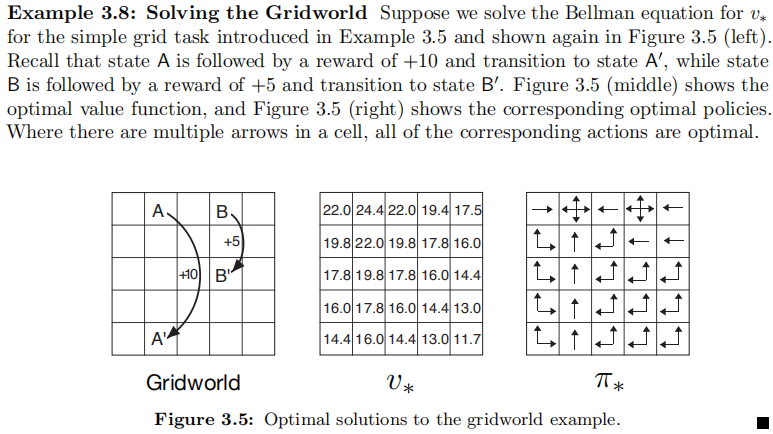 Example 3.8: Solving the Gridworld Suppose we solve the Bellman equation for v∗
for the simple grid task introduced in Example 3.5 and shown again in Figure 3.5 (left).
Recall that state A is followed by a reward of +10 and transition to state A′, while state
B is followed by a reward of +5 and transition to state B′. Figure 3.5 (middle) shows the
optimal value function, and Figure 3.5 (right) shows the corresponding optimal policies.
Where there are multiple arrows in a cell, all of the corresponding actions are optimal.
A B
+5
+10 B'
A'
Gridworld
22.0 24.4 22.0 19.4 17.5
19.8 22.0 19.8 17.8 16.0
17.8 19.8 17.8 16.0 14.4
16.0 17.8 16.0 14.4 13.0
14.4 16.0 14.4 13.0 11.7
v∗
π∗
Figure 3.5: Optimal solutions to the gridworld example.